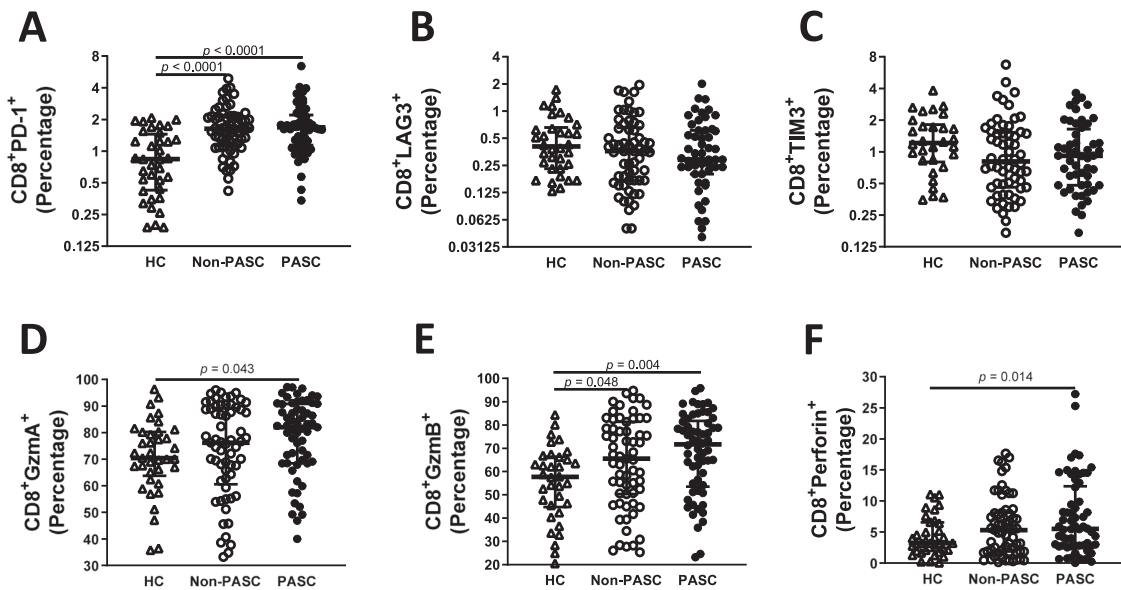 A
CD8⁺PD-1⁺
(Percentage)
8
4
2
1
0.5
0.25
0.125
p < 0.0001
p < 0.0001
HC Non-PASC PASC
B
CD8⁺LAG3⁺
(Percentage)
4
2
1
0.5
0.25
0.125
0.0625
0.03125
HC Non-PASC PASC
C
CD8⁺TIM3⁺
(Percentage)
8
4
2
1
0.5
0.25
0.125
HC Non-PASC PASC
D
CD8⁺GzmA⁺
(Percentage)
100
90
80
70
60
50
40
30
p = 0.043
HC Non-PASC PASC
E
CD8⁺GzmB⁺
(Percentage)
100
90
80
70
60
50
40
30
20
p = 0.004
p = 0.048
HC Non-PASC PASC
F
CD8⁺Perforin⁺
(Percentage)
30
25
20
15
10
5
0
p = 0.014
HC Non-PASC PASC